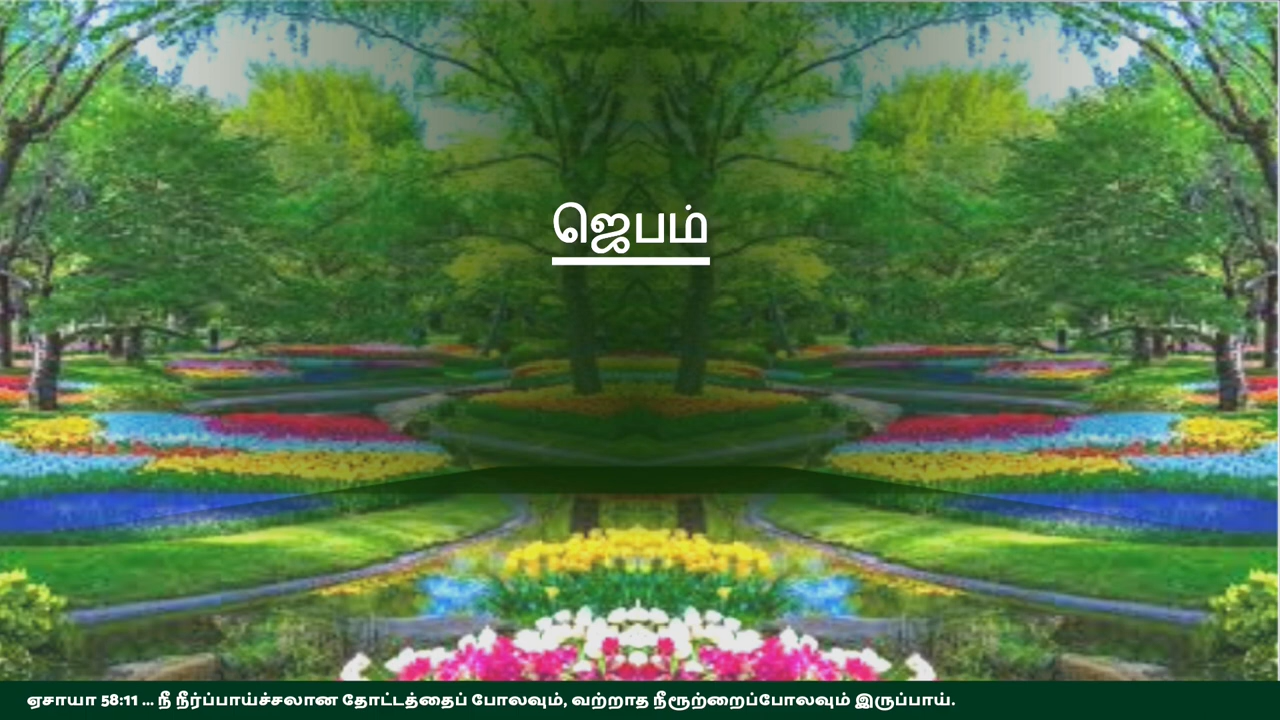 ஜெபம்
ஏசாயா 58:11 ... நீ நீர்ப்பாய்ச்சலான தோட்டத்தைப் போலவும், வற்றாத நீரூற்றைப்போலவும் இருப்பாய்.